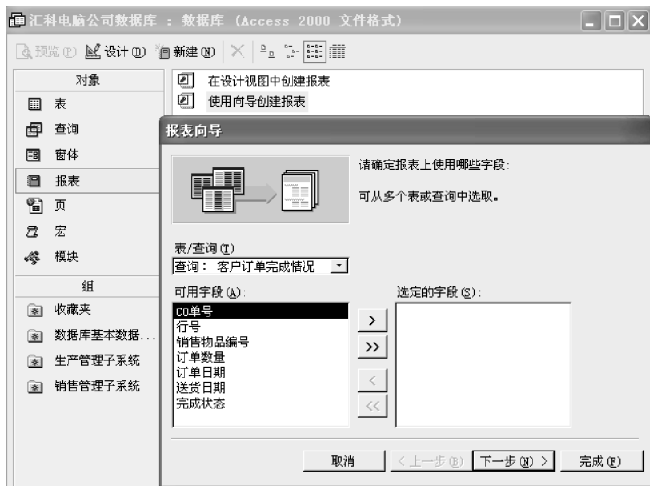 汇科电脑公司数据库 : 数据库 (Access 2000 文件格式)
预览(P) 设计(D) 新建(N)
对象
表
查询
窗体
报表
页
宏
模块
组
收藏夹
数据库基本数据...
生产管理子系统
销售管理子系统
在设计视图中创建报表
使用向导创建报表
报表向导
请确定报表上使用哪些字段:
可从多个表或查询中选取。
表/查询(T)
查询: 客户订单完成情况
可用字段(A):
CO单号
行号
销售物品编号
订单数量
订单日期
送货日期
完成状态
选定的字段(S):
>
>>
<
<<
取消 < 上一步(B) 下一步(N) > 完成(F)